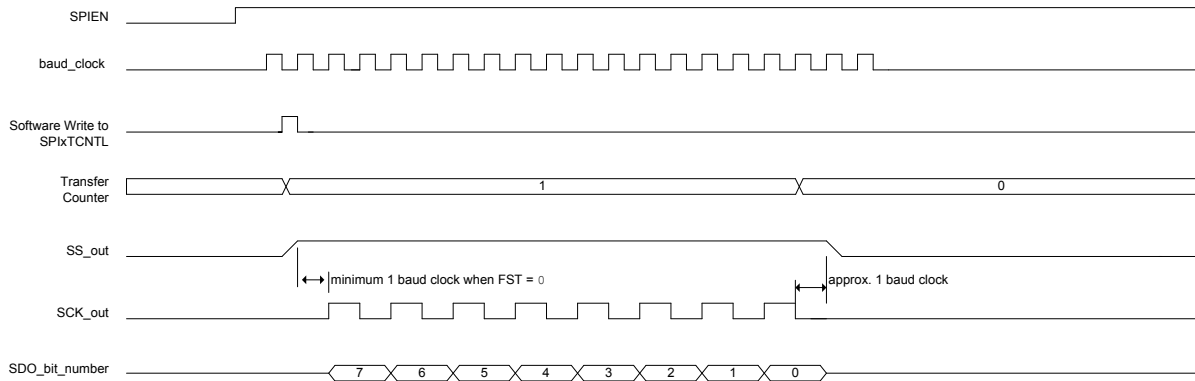 SPIEN
baud_clock
Software Write to
SPIxTCNTL
Transfer
Counter
1
0
SS_out
minimum 1 baud clock when FST = 0
approx. 1 baud clock
SCK_out
SDO_bit_number
7 6 5 4 3 2 1 0